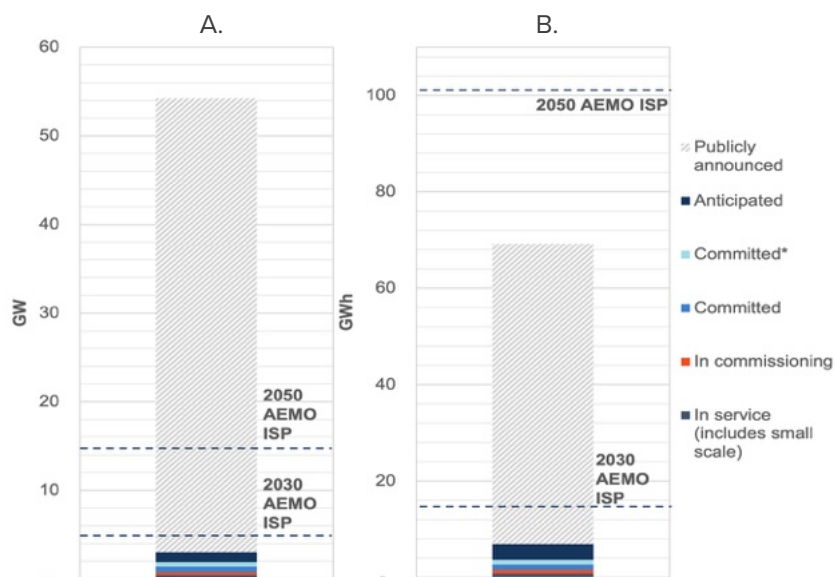 A.
B.
60
50
40
30
20
10
GW
2050
AEMO
ISP
2030
AEMO
ISP
100
80
60
40
20
GWh
2050 AEMO ISP
2030
AEMO
ISP
Publicly
announced
Anticipated
Committed*
Committed
In commissioning
In service
(includes small
scale)